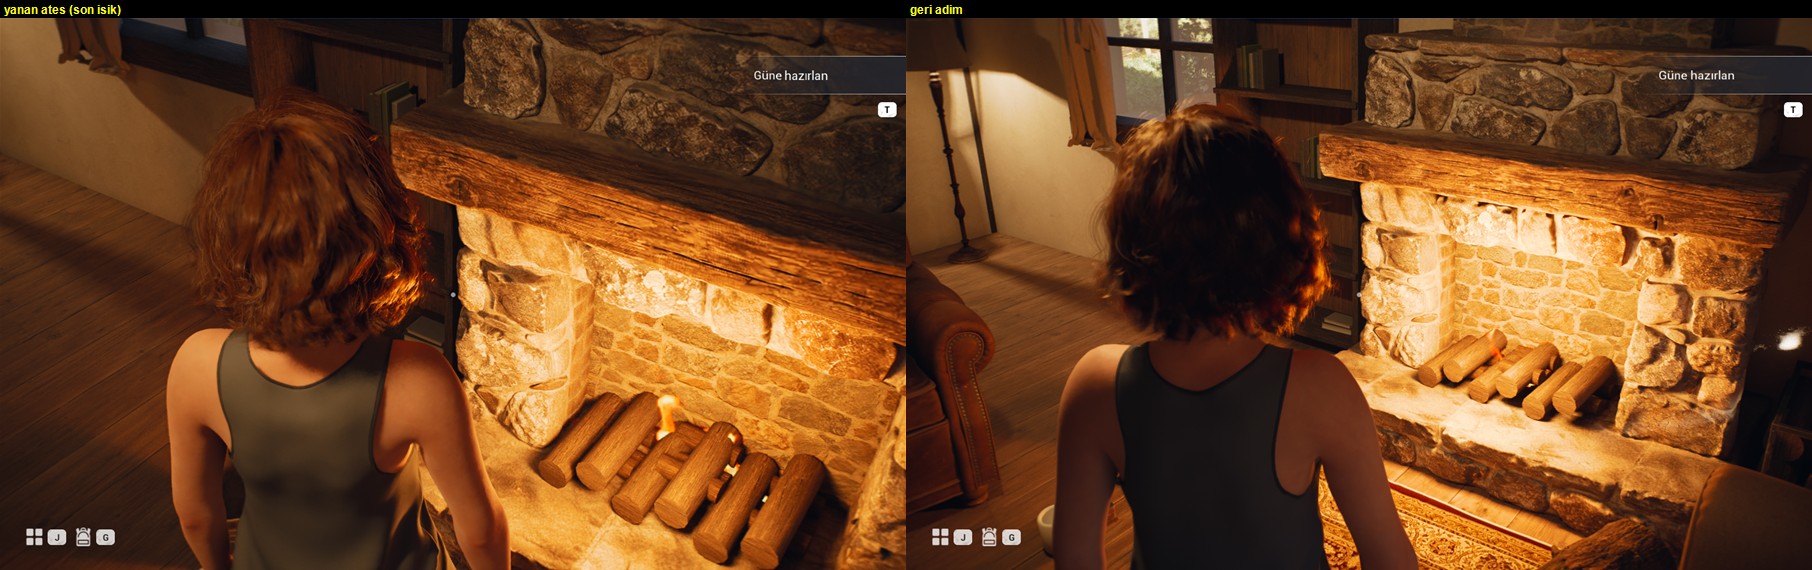 yanan ates (son isik)
geri adim
Güne hazırlan
T
J
G
Güne hazırlan
T
J
G